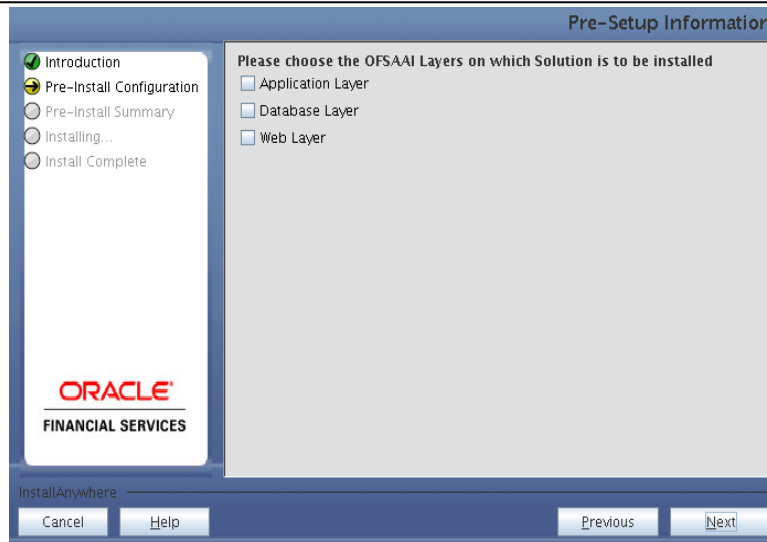 Pre-Setup Information
Introduction
Pre-Install Configuration
Pre-Install Summary
Installing...
Install Complete
Please choose the OFSAAI Layers on which Solution is to be installed
Application Layer
Database Layer
Web Layer
ORACLE
FINANCIAL SERVICES
InstallAnywhere
Cancel
Help
Previous
Next